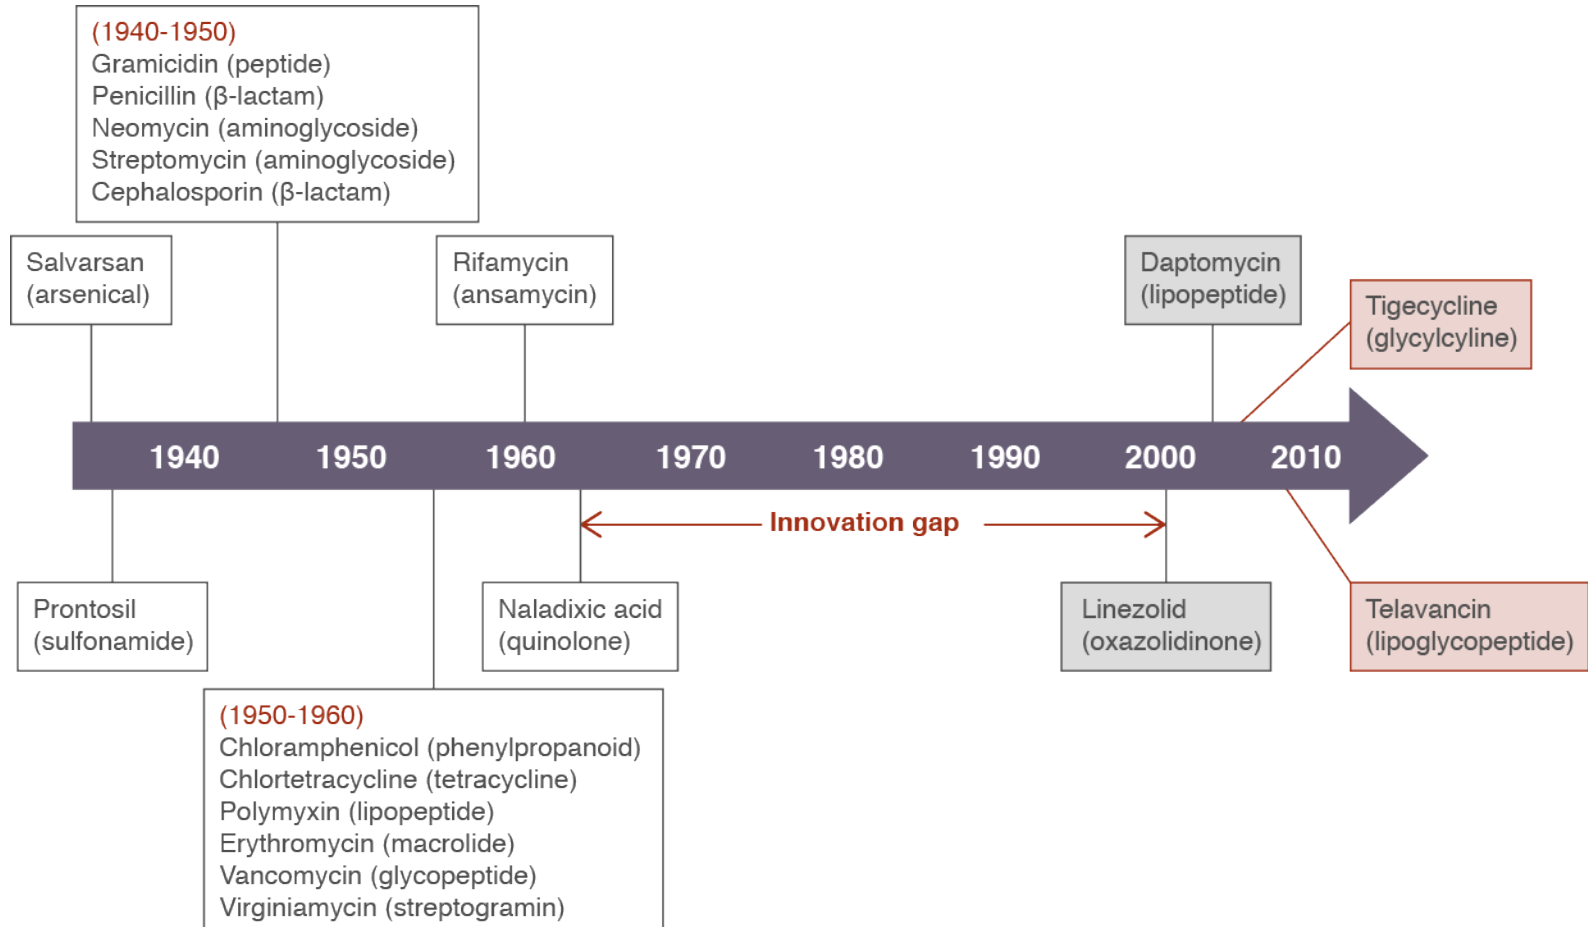 (1940-1950)
Gramicidin (peptide)
Penicillin (β-lactam)
Neomycin (aminoglycoside)
Streptomycin (aminoglycoside)
Cephalosporin (β-lactam)
Salvarsan
(arsenical)
Rifamycin
(ansamycin)
Daptomycin
(lipopeptide)
Tigecycline
(glycylcyline)
1940 1950 1960 1970 1980 1990 2000 2010
Innovation gap
Prontosil
(sulfonamide)
Naladixic acid
(quinolone)
Linezolid
(oxazolidinone)
Telavancin
(lipoglycopeptide)
(1950-1960)
Chloramphenicol (phenylpropanoid)
Chlortetracycline (tetracycline)
Polymyxin (lipopeptide)
Erythromycin (macrolide)
Vancomycin (glycopeptide)
Virginiamycin (streptogramin)